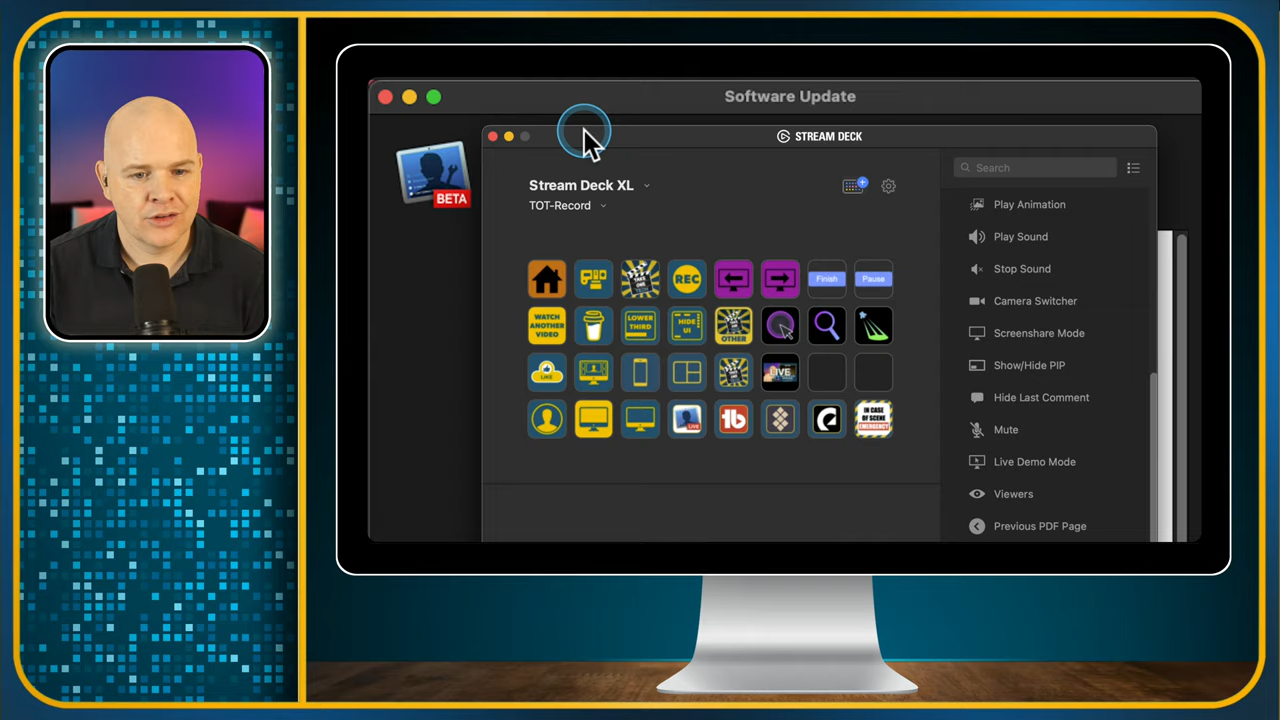 Software Update
BETA
STREAM DECK
Stream Deck XL
TOT-Record
REC
Finish
Pause
WATCH
ANOTHER
VIDEO
LOWER
THIRD
HIDE
UI
OTHER
LIKE
LIVE
Live
IN CASE
OF SCENE
EMERGENCY
Search
Play Animation
Play Sound
Stop Sound
Camera Switcher
Screenshare Mode
Show/Hide PIP
Hide Last Comment
Mute
Live Demo Mode
Viewers
Previous PDF Page